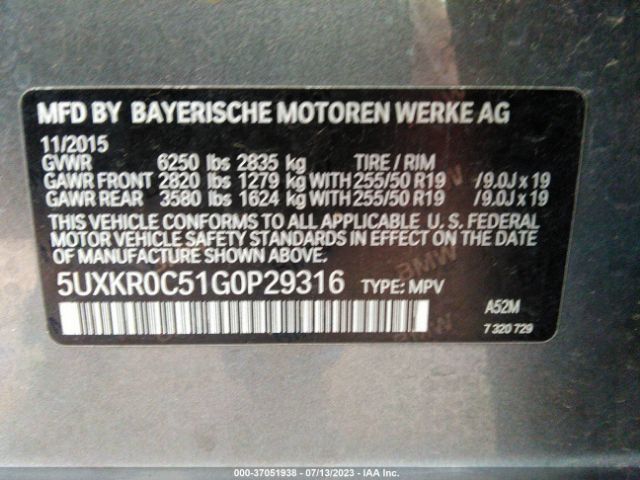 MFD BY BAYERISCHE MOTOREN WERKE AG
11/2015
GVWR 6250 lbs 2835 kg TIRE / RIM
GAWR FRONT 2820 lbs 1279 kg WITH 255/50 R19 / 9.0J x 19
GAWR REAR 3580 lbs 1624 kg WITH 255/50 R19 / 9.0J x 19
THIS VEHICLE CONFORMS TO ALL APPLICABLE U. S. FEDERAL
MOTOR VEHICLE SAFETY STANDARDS IN EFFECT ON THE
DATE OF MANUFACTURE SHOWN ABOVE.
5UXKR0C51G0P29316 TYPE: MPV
A52M
7 320 729
000-37051938 - 07/13/2023 - IAA Inc.